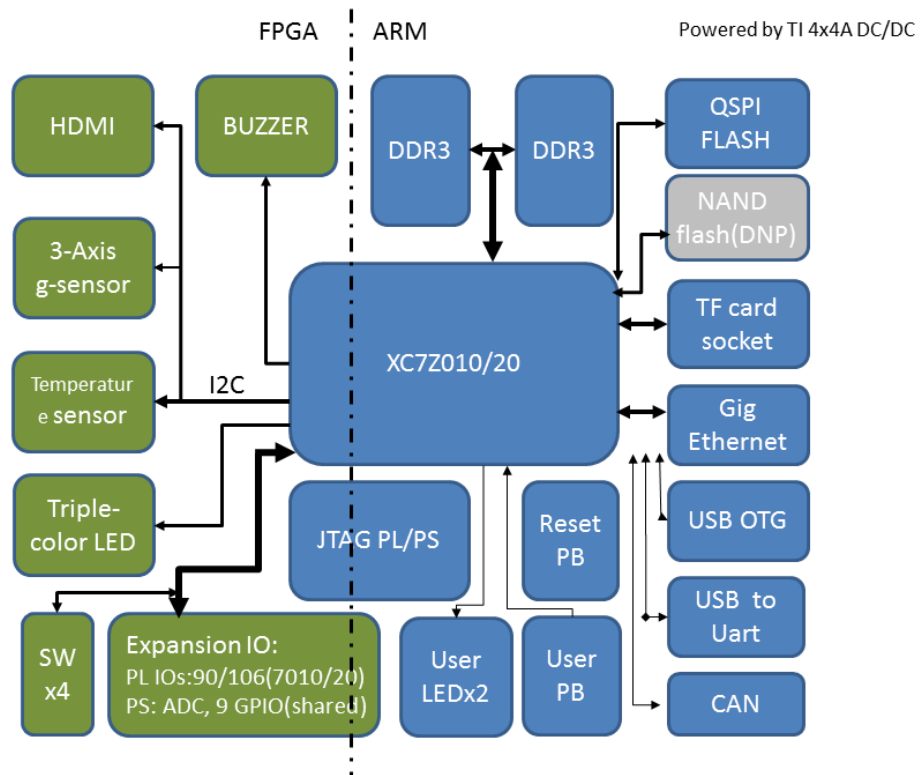 FPGA
ARM
Powered by TI 4x4A DC/DC
HDMI
BUZZER
DDR3
DDR3
QSPI
FLASH
NAND
flash(DNP)
3-Axis
g-sensor
TF card
socket
XC7Z010/20
I2C
Temperatur
e sensor
Gig
Ethernet
Triple-
color LED
JTAG PL/PS
Reset
PB
USB OTG
SW
x4
Expansion IO:
PL IOs:90/106(7010/20)
PS: ADC, 9 GPIO(shared)
User
LEDx2
User
PB
USB to
Uart
CAN